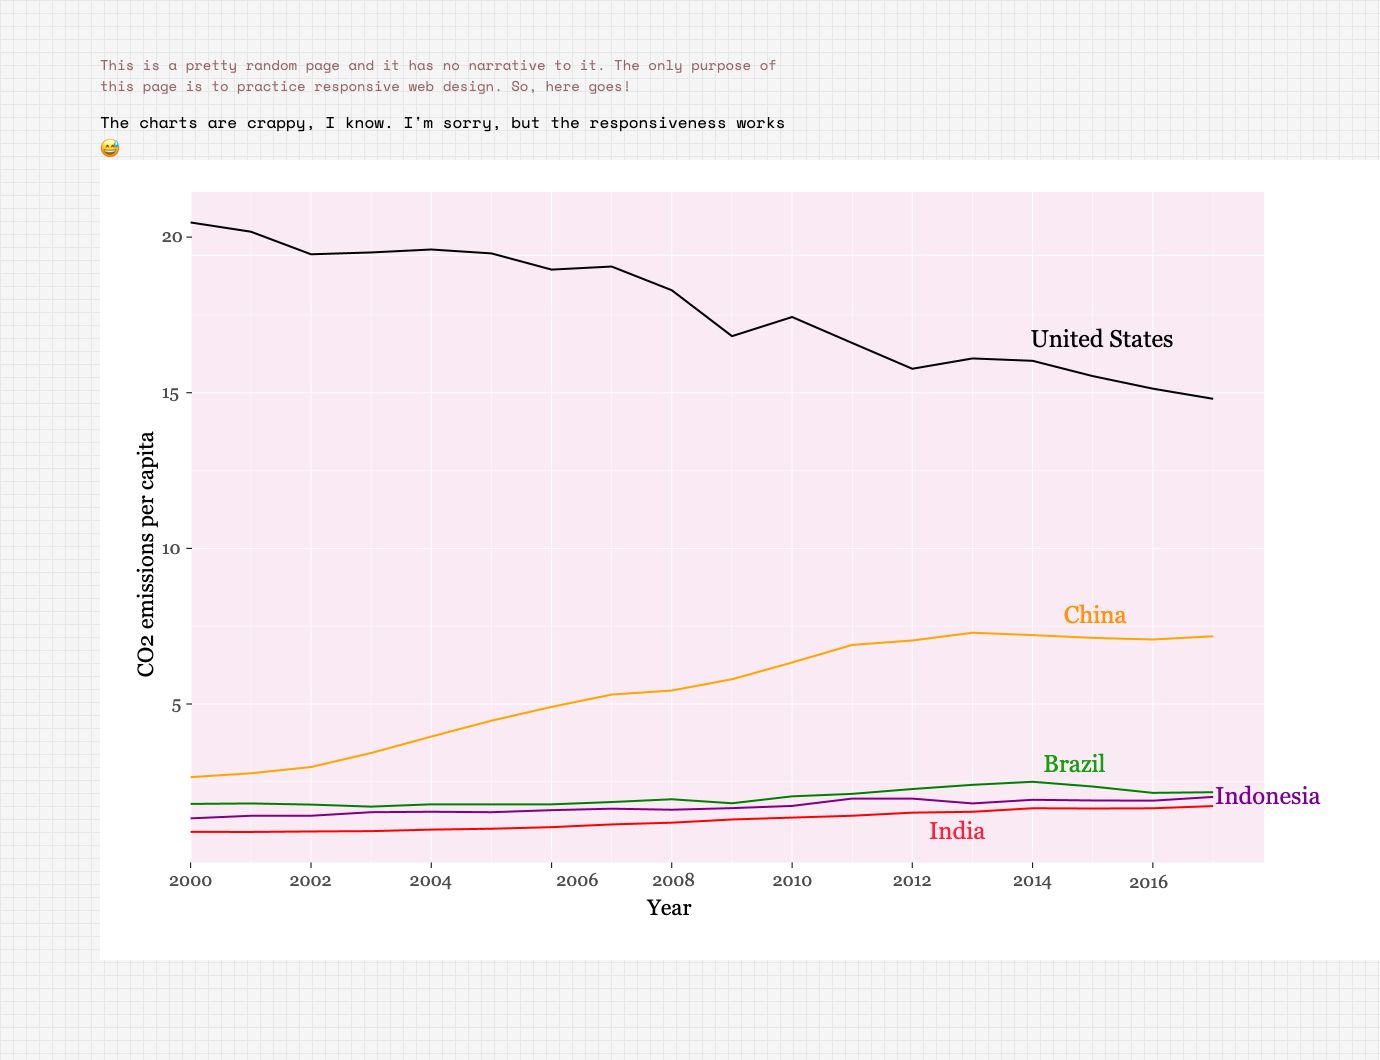 This is a pretty random page and it has no narrative to it. The only purpose of
this page is to practice responsive web design. So, here goes!
The charts are crappy, I know. I'm sorry, but the responsiveness works
😅
20
United States
15
CO2 emissions per capita
10
China
5
Brazil
Indonesia
India
2000 2002 2004 2006 2008 2010 2012 2014 2016
Year